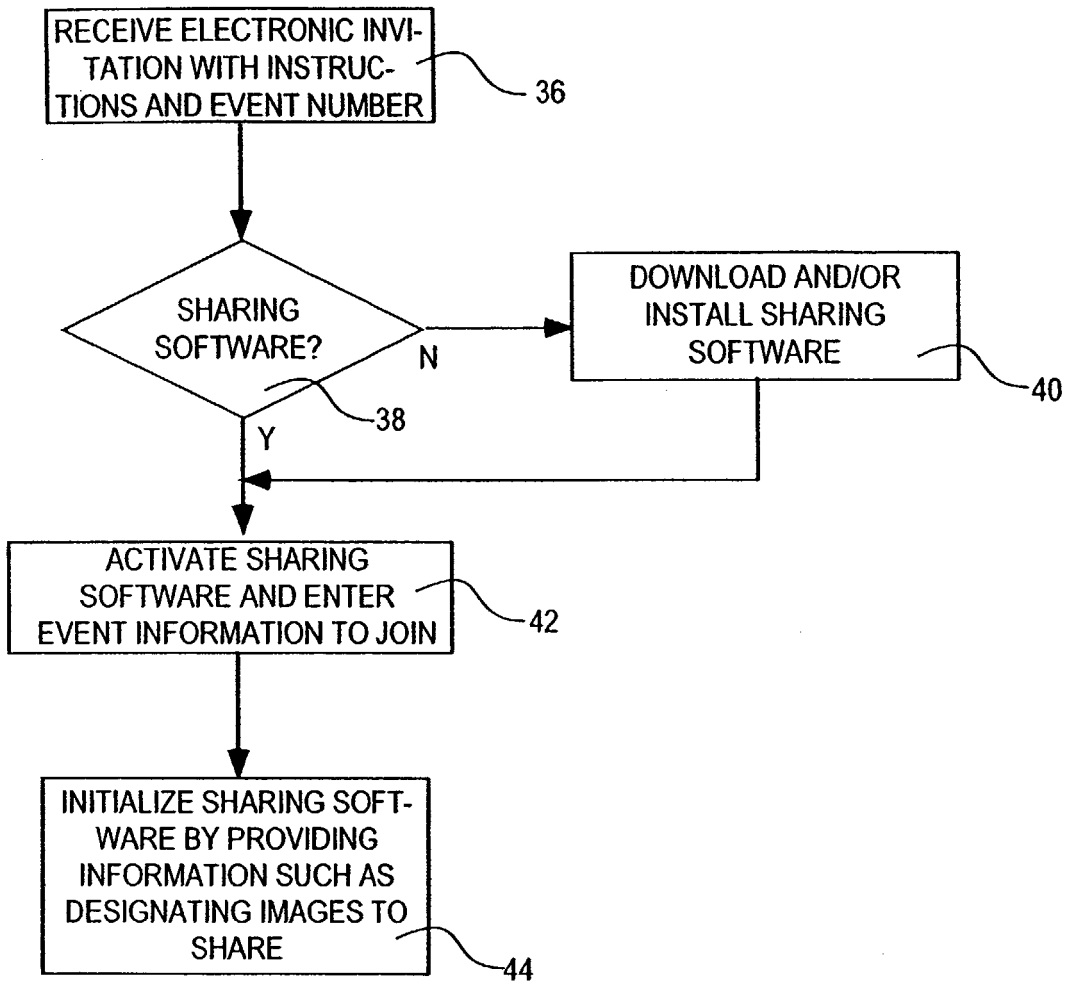 RECEIVE ELECTRONIC INVI-
TATION WITH INSTRUC-
TIONS AND EVENT NUMBER
36
SHARING
SOFTWARE?
N
38
Y
DOWNLOAD AND/OR
INSTALL SHARING
SOFTWARE
40
ACTIVATE SHARING
SOFTWARE AND ENTER
EVENT INFORMATION TO JOIN
42
INITIALIZE SHARING SOFT-
WARE BY PROVIDING
INFORMATION SUCH AS
DESIGNATING IMAGES TO
SHARE
44